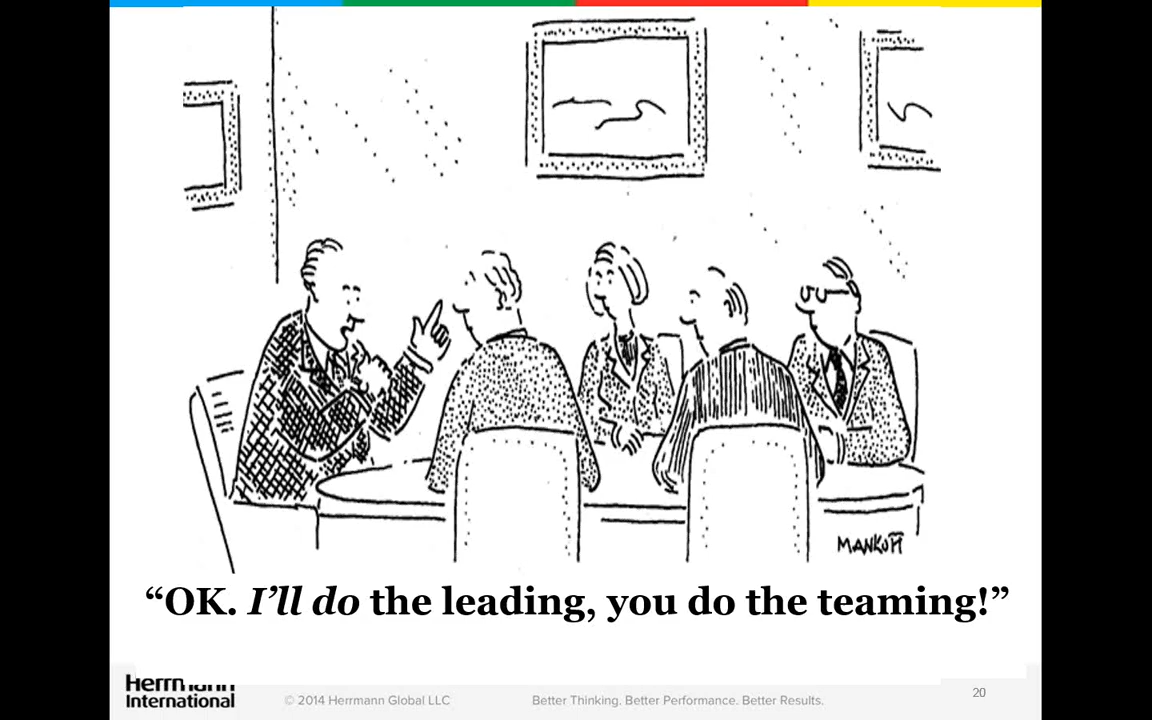 MANKOFF
“OK. I’ll do the leading, you do the teaming!”
Herrmann
International
© 2014 Herrmann Global LLC
Better Thinking. Better Performance. Better Results.
20